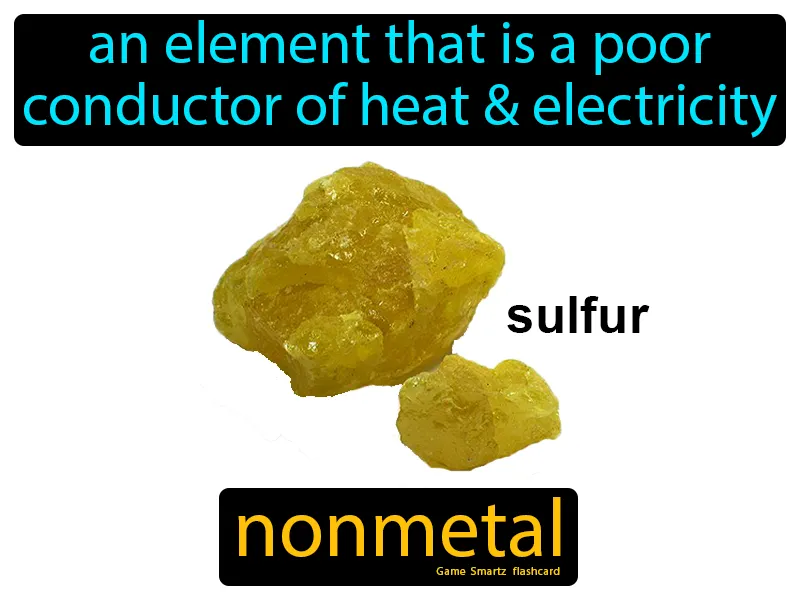 an element that is a poor
conductor of heat & electricity
sulfur
nonmetal
Game Smartz flashcard